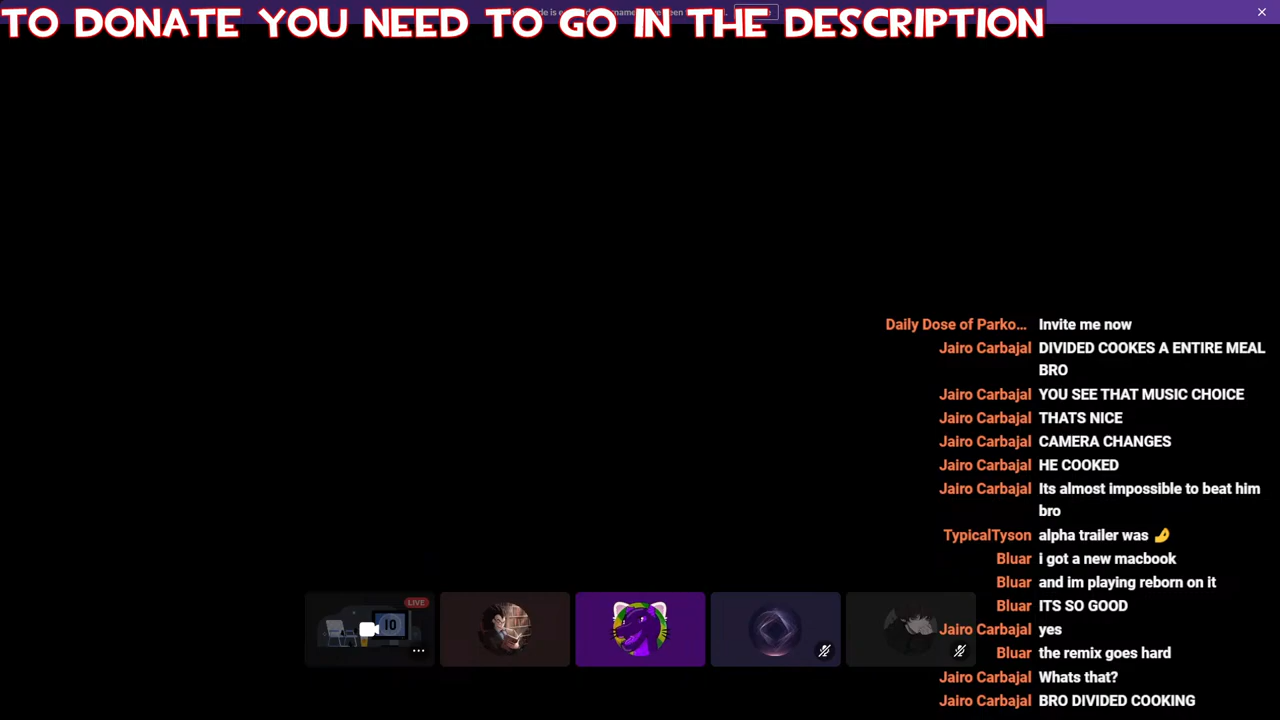 TO DONATE YOU NEED TO GO IN THE DESCRIPTION
Daily Dose of Parko... Invite me now
Jairo Carbajal DIVIDED COOKES A ENTIRE MEAL
BRO
Jairo Carbajal YOU SEE THAT MUSIC CHOICE
Jairo Carbajal THATS NICE
Jairo Carbajal CAMERA CHANGES
Jairo Carbajal HE COOKED
Jairo Carbajal Its almost impossible to beat him
bro
TypicalTyson alpha trailer was 🤌
Bluar i got a new macbook
Bluar and im playing reborn on it
LIVE
Bluar ITS SO GOOD
10
Jairo Carbajal yes
Bluar the remix goes hard
Jairo Carbajal Whats that?
Jairo Carbajal BRO DIVIDED COOKING